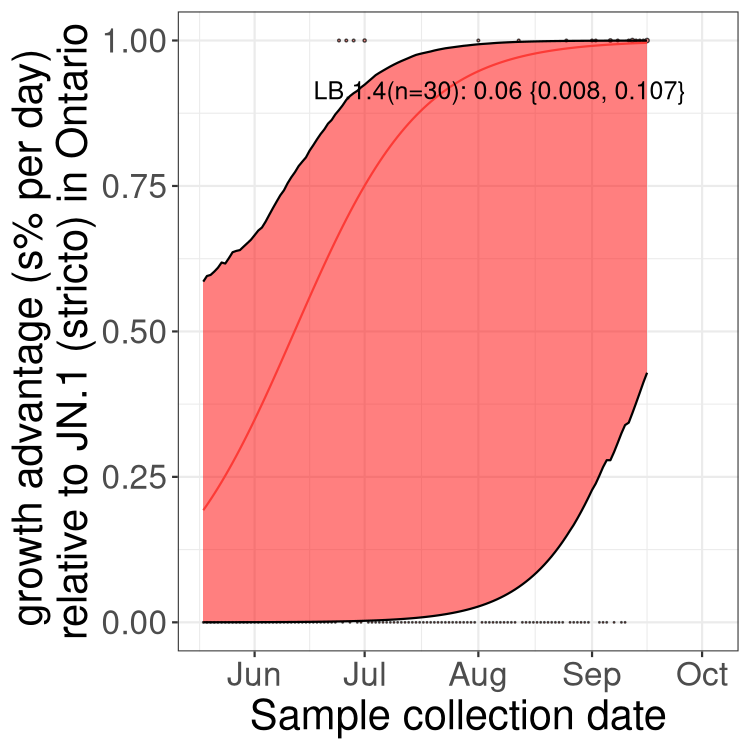 growth advantage (s% per day)
relative to JN.1 (stricto) in Ontario
1.00
0.75
0.50
0.25
0.00
LB.1.4(n=30): 0.06 {0.008, 0.107}
Jun Jul Aug Sep Oct
Sample collection date